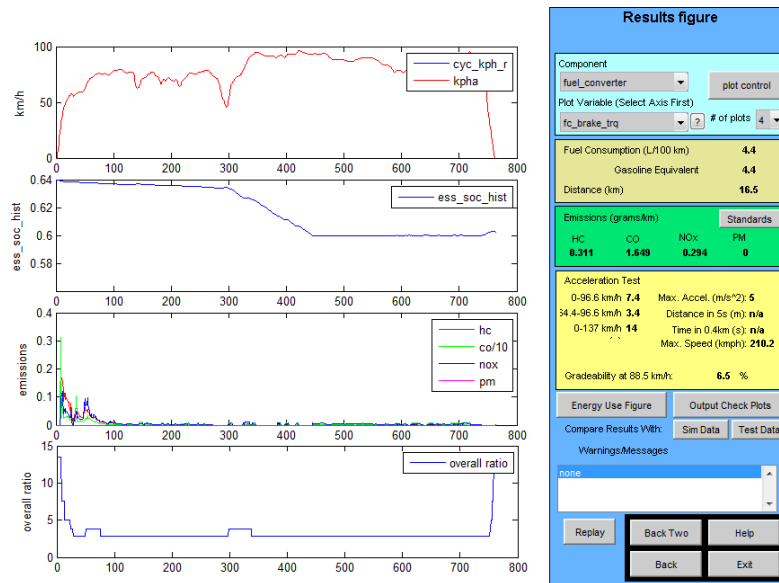 100
50
0
km/h
cyc_kph_r
kpha
0 100 200 300 400 500 600 700 800
0.64
0.62
0.6
0.58
ess_soc_hist
ess_soc_hist
0 100 200 300 400 500 600 700 800
0.4
0.3
0.2
0.1
0
emissions
hc
co/10
nox
pm
0 100 200 300 400 500 600 700 800
15
10
5
0
overall ratio
overall ratio
0 100 200 300 400 500 600 700 800
Results figure
Component
fuel_converter
plot control
Plot Variable (Select Axis First)
fc_brake_trq ? # of plots 4
Fuel Consumption (L/100 km) 4.4
Gasoline Equivalent 4.4
Distance (km) 16.5
Emissions (grams/km) Standards
HC CO NOx PM
0.311 1.649 0.294 0
Acceleration Test
0-96.6 km/h 7.4 Max. Accel. (m/s^2): 5
64.4-96.6 km/h 3.4 Distance in 5s (m): n/a
0-137 km/h 14 Time in 0.4km (s): n/a
Max. Speed (kmph): 210.2
Gradeability at 88.5 km/h: 6.5 %
Energy Use Figure Output Check Plots
Compare Results With: Sim Data Test Data
Warnings/Messages
none
Replay Back Two Help
Back Exit